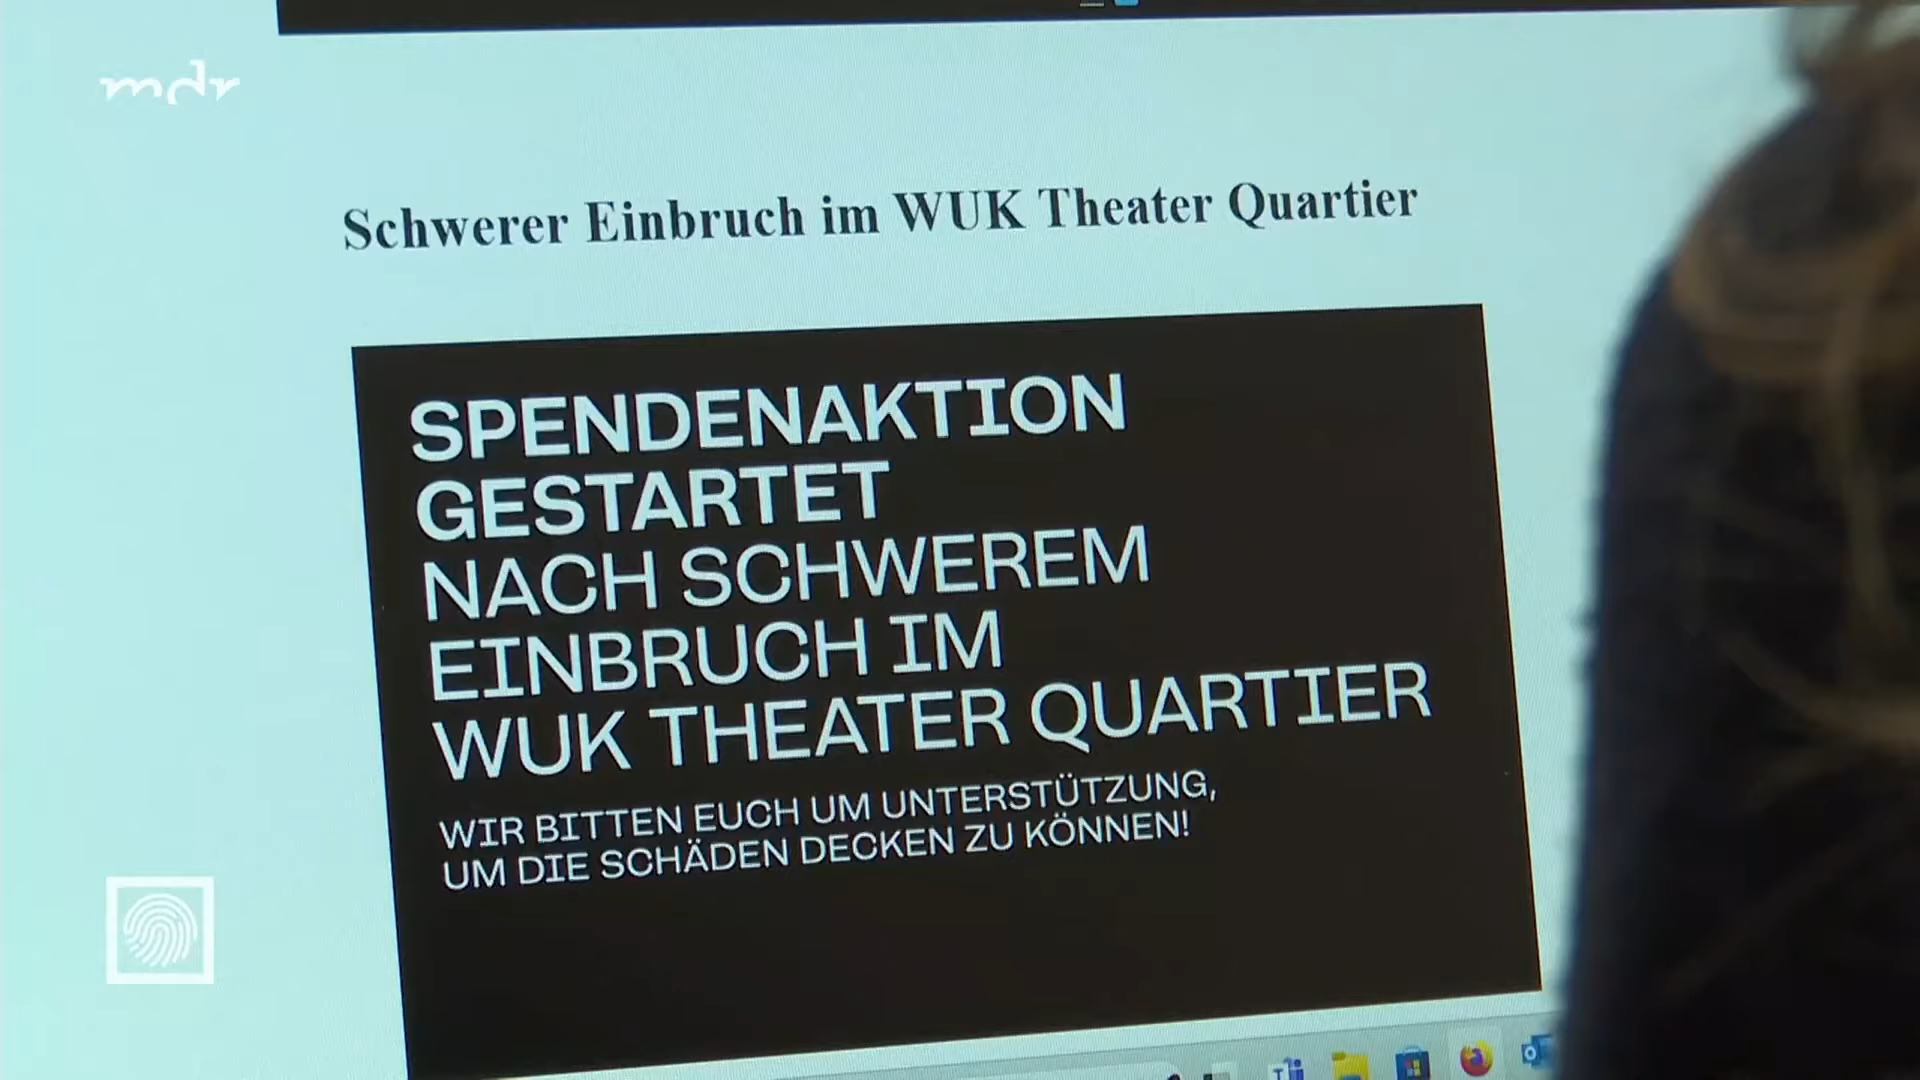 mdr
Schwerer Einbruch im WUK Theater Quartier
SPENDENAKTION
GESTARTET
NACH SCHWEREM
EINBRUCH IM
WUK THEATER QUARTIER
WIR BITTEN EUCH UM UNTERSTÜTZUNG,
UM DIE SCHÄDEN DECKEN ZU KÖNNEN!